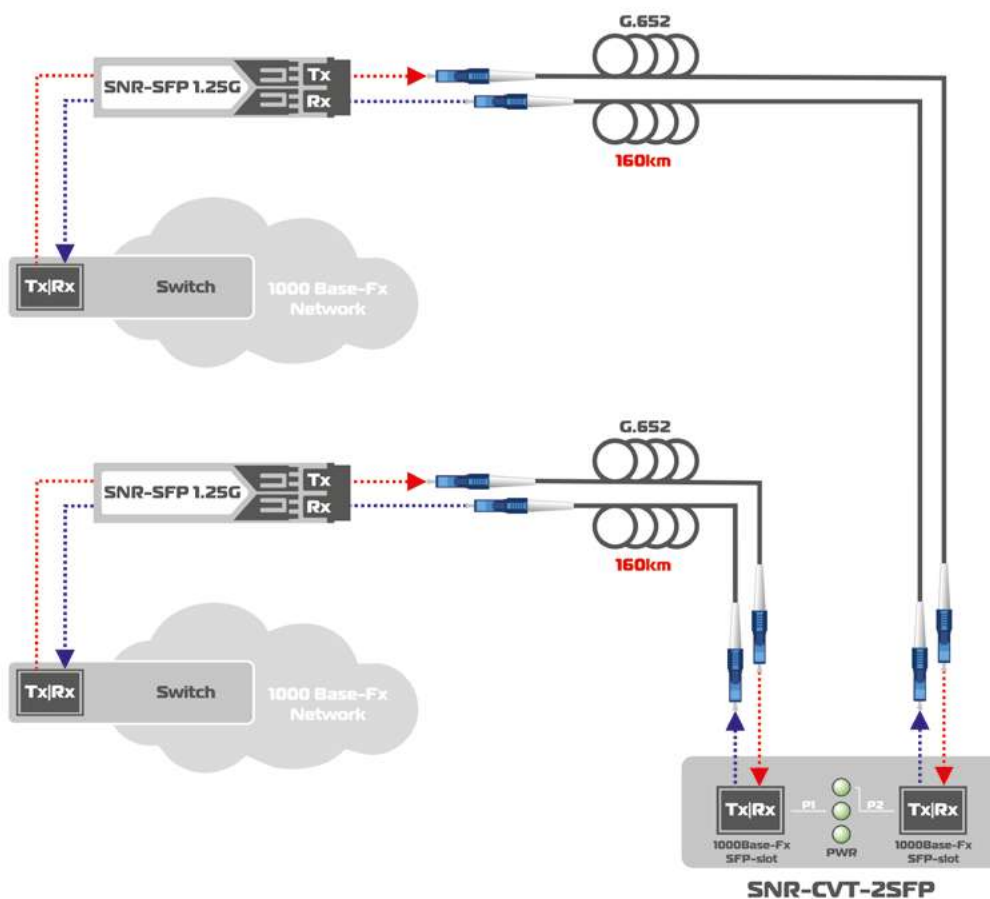 G.652
SNR-SFP 1.25G
Tx
Rx
160km
Tx|Rx
Switch
1000 Base-Fx
Network
G.652
SNR-SFP 1.25G
Tx
Rx
160km
Tx|Rx
Switch
1000 Base-Fx
Network
Tx|Rx
P1
P2
Tx|Rx
1000Base-Fx
SFP-slot
PWR
1000Base-Fx
SFP-slot
SNR-CVT-2SFP